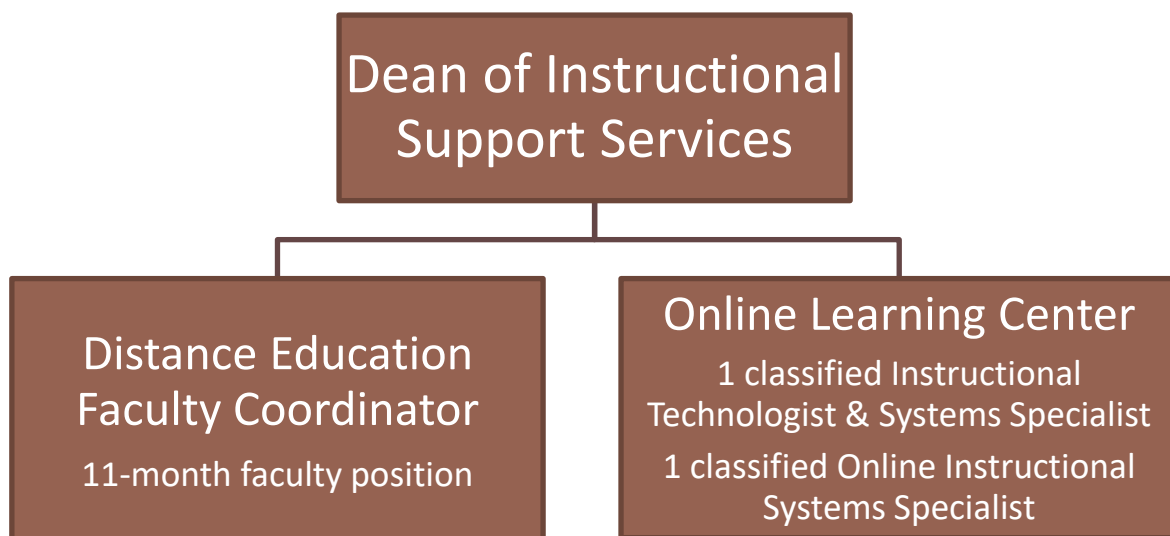 Dean of Instructional
Support Services
Distance Education
Faculty Coordinator
11-month faculty position
Online Learning Center
1 classified Instructional
Technologist & Systems Specialist
1 classified Online Instructional
Systems Specialist